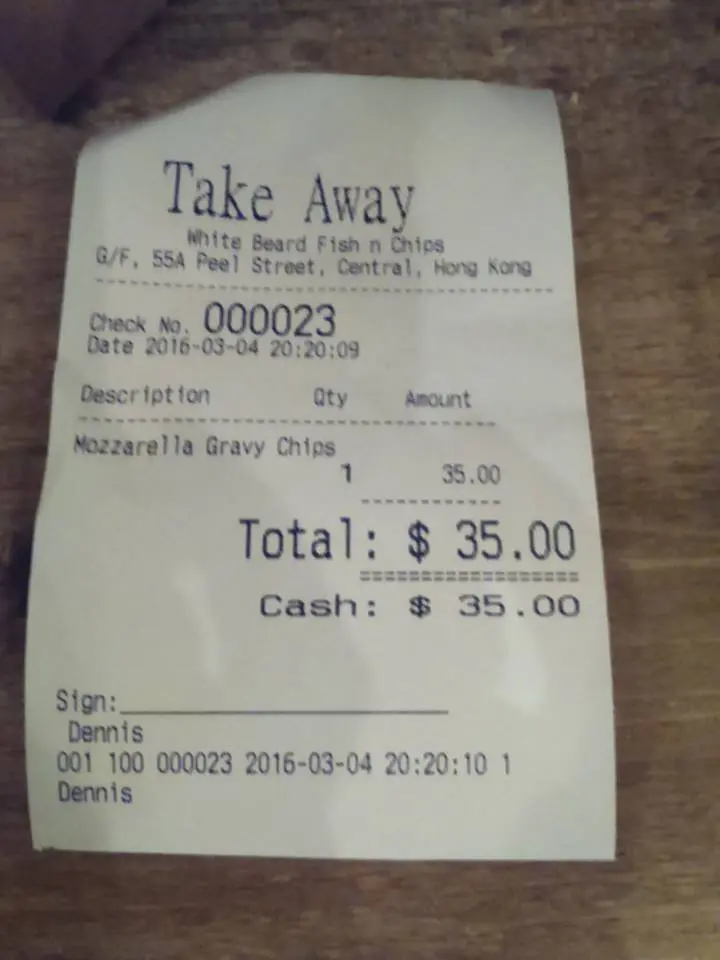 Take Away
White Beard Fish n Chips
G/F, 55A Peel Street, Central, Hong Kong
Check No. 000023
Date 2016-03-04 20:20:09
Description Qty Amount
Mozzarella Gravy Chips
1 35.00
Total: $ 35.00
Cash: $ 35.00
Sign:
Dennis
001 100 000023 2016-03-04 20:20:10 1
Dennis